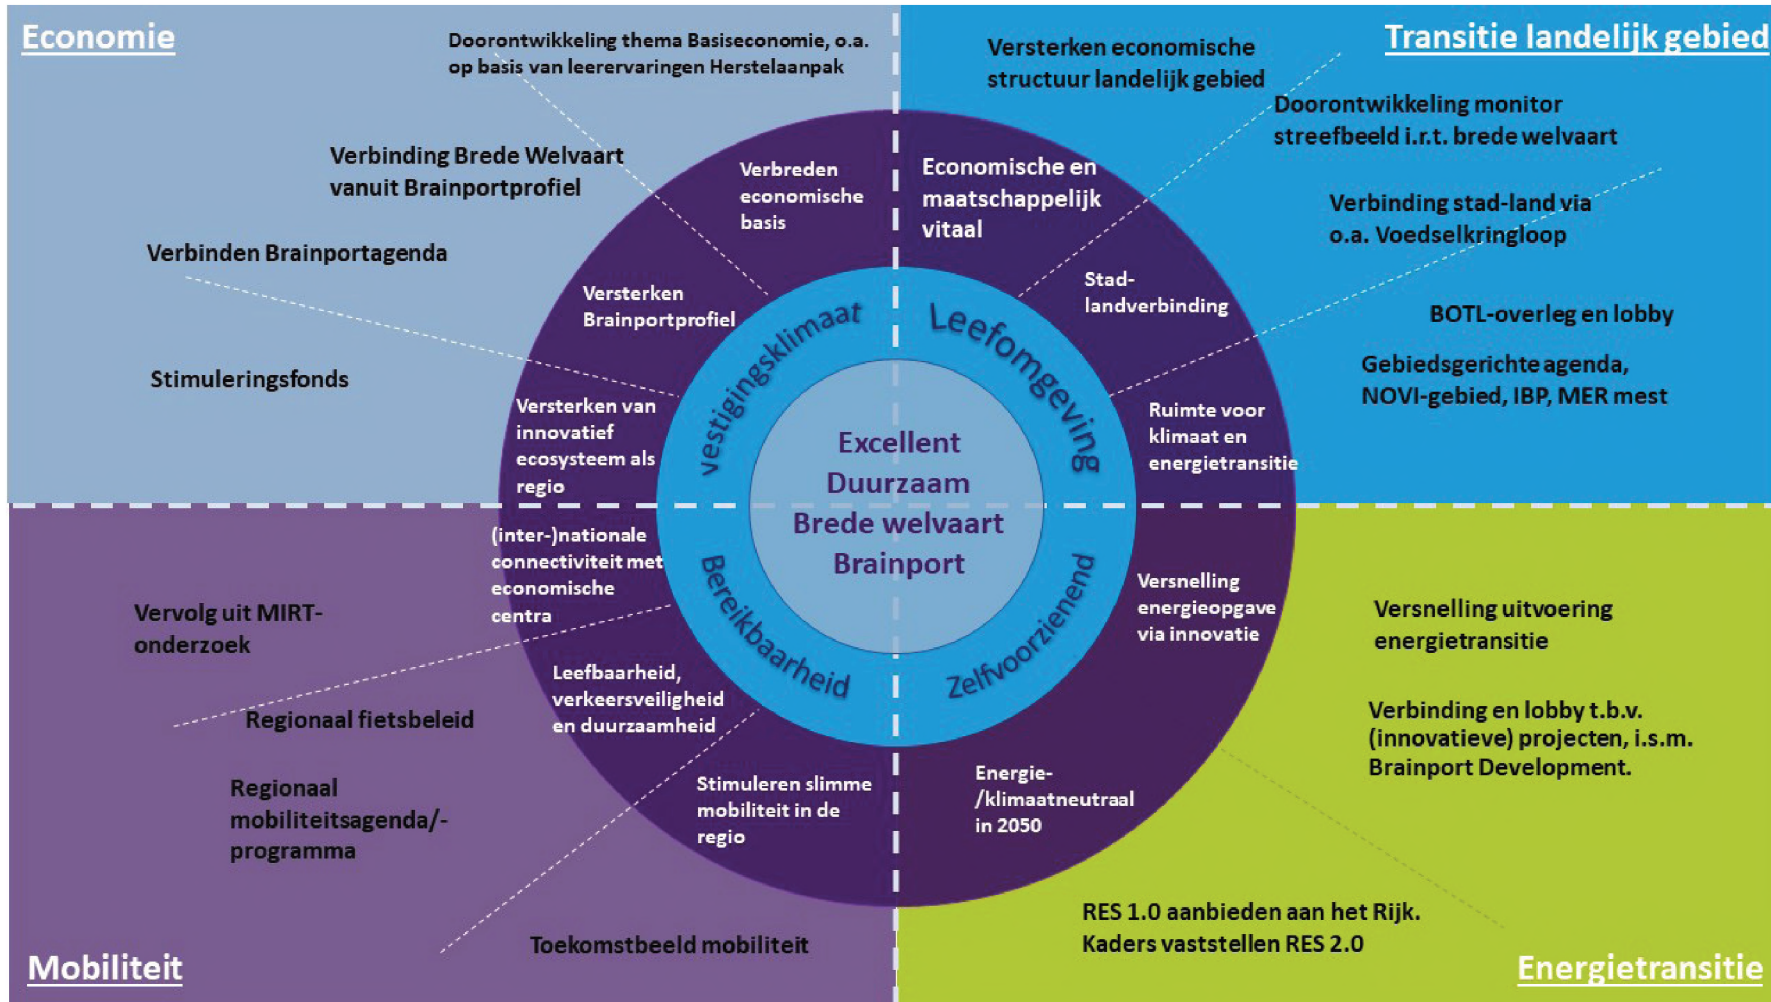 Economie
Doorontwikkeling thema Basiseconomie, o.a.
op basis van leerervaringen Herstelaanpak
Verbinding Brede Welvaart
vanuit Brainportprofiel
Verbinden Brainportagenda
Stimuleringsfonds
Verbreden
economische
basis
Versterken
Brainportprofiel
Versterken van
innovatief
ecosysteem als
regio
vestigingsklimaat
Transitie landelijk gebied
Versterken economische
structuur landelijk gebied
Doorontwikkeling monitor
streefbeeld i.r.t. brede welvaart
Verbinding stad-land via
o.a. Voedselkringloop
BOTL-overleg en lobby
Gebiedsgerichte agenda,
NOVI-gebied, IBP, MER mest
Economische en
maatschappelijk
vitaal
Stad-
landverbinding
Ruimte voor
klimaat en
energietransitie
Leefomgeving
Excellent
Duurzaam
Brede welvaart
Brainport
(inter-)nationale
connectiviteit met
economische
centra
Leefbaarheid,
verkeersveiligheid
en duurzaamheid
Stimuleren slimme
mobiliteit in de
regio
Bereikbaarheid
Vervolg uit MIRT-
onderzoek
Regionaal fietsbeleid
Regionaal
mobiliteitsagenda/-
programma
Toekomstbeeld mobiliteit
Mobiliteit
Zelfvoorzienend
Versnelling
energieopgave
via innovatie
Energie-
/klimaatneutraal
in 2050
Versnelling uitvoering
energietransitie
Verbinding en lobby t.b.v.
(innovatieve) projecten, i.s.m.
Brainport Development.
RES 1.0 aanbieden aan het Rijk.
Kaders vaststellen RES 2.0
Energietransitie